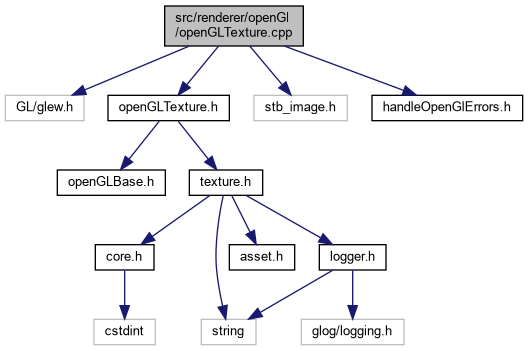 src/renderer/openGl
/openGLTexture.cpp
GL/glew.h
openGLTexture.h
stb_image.h
handleOpenGlErrors.h
openGLBase.h
texture.h
core.h
asset.h
logger.h
cstdint
string
glog/logging.h